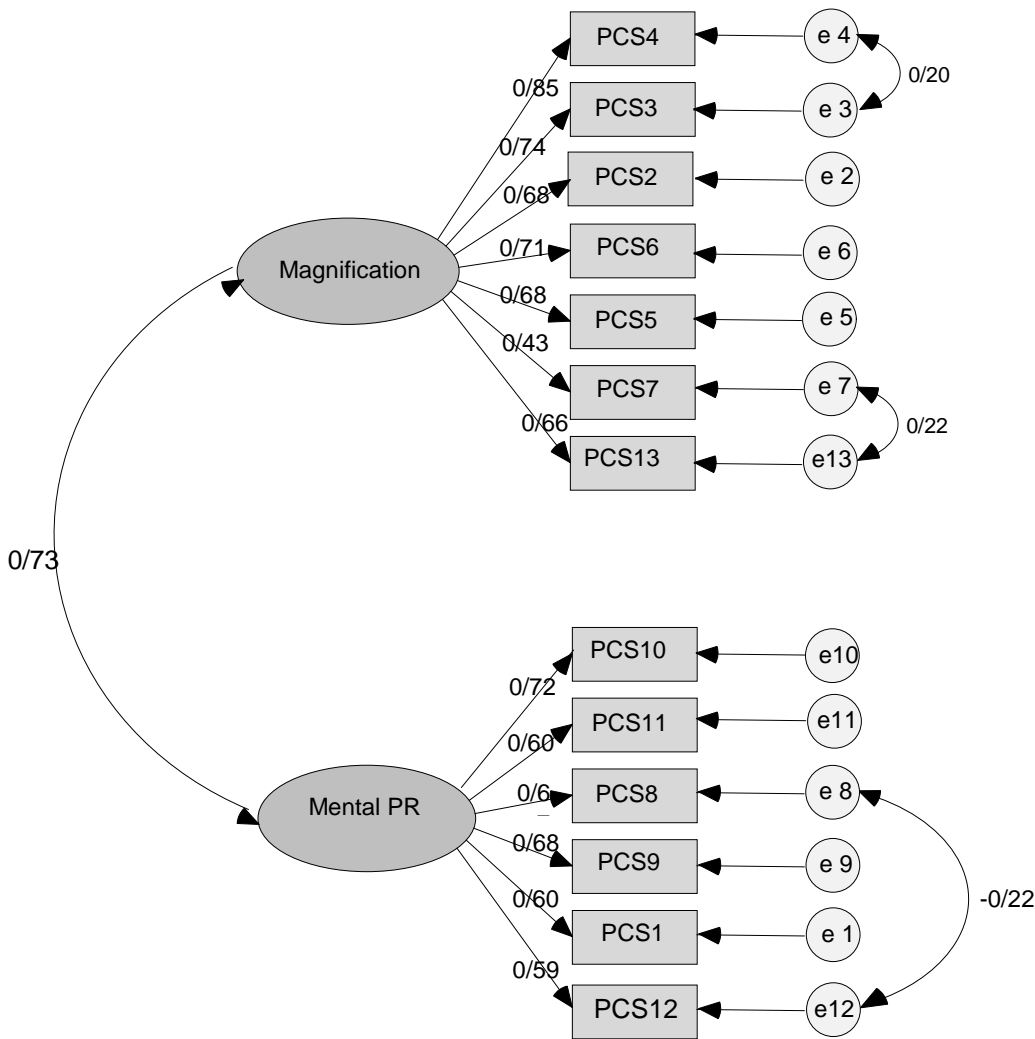 PCS4
e 4
0/20
0/85
PCS3
e 3
0/74
PCS2
e 2
0/68
PCS6
e 6
0/71
Magnification
0/68
PCS5
e 5
0/43
PCS7
e 7
0/22
0/66
PCS13
e13
0/73
PCS10
e10
0/72
PCS11
e11
0/60
Mental PR
0/6
PCS8
e 8
0/68
PCS9
e 9
-0/22
0/60
PCS1
e 1
0/59
PCS12
e12